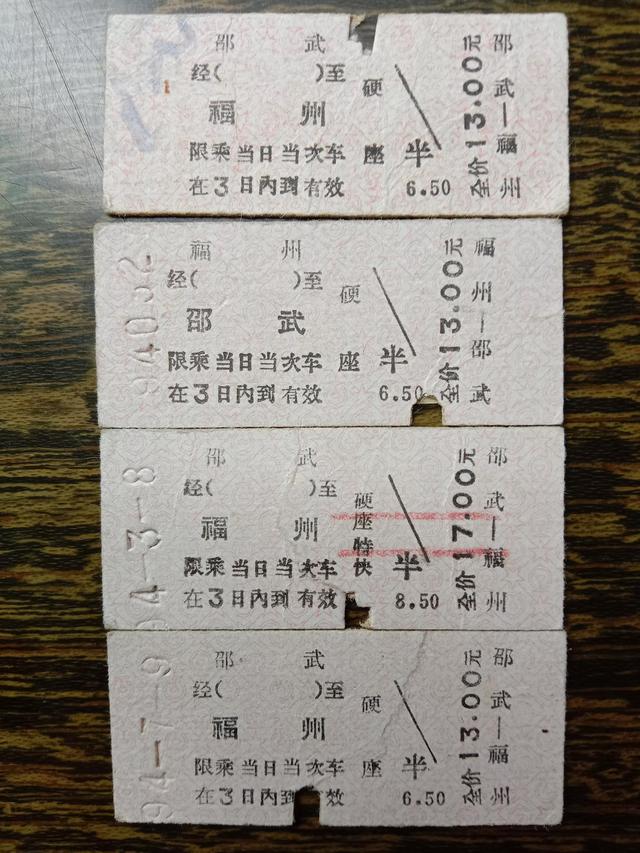 邵 武
经( )至
福 州
硬座
限乘当日当次车
在3日内到有效
半
6.50
全价13.00元
邵武—福州
福 州
经( )至
邵 武
硬座
限乘当日当次车
在3日内到有效
半
6.50
全价13.00元
福州—邵武
邵 武
经( )至
福 州
硬座特快
限乘当日当次车
在3日内到有效
半
8.50
全价17.00元
邵武—福州
94-3-8
邵 武
经( )至
福 州
硬座
限乘当日当次车
在3日内到有效
半
6.50
全价13.00元
邵武—福州
94-7-9